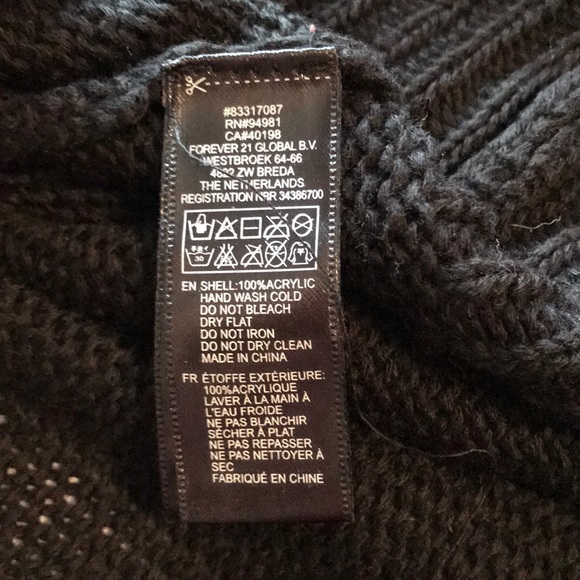 #83317087
RN#94981
CA#40198
FOREVER 21 GLOBAL B.V.
WESTBROEK 64-66
4822 ZW BREDA
THE NETHERLANDS
REGISTRATION NBR 34386700
30
EN SHELL:100%ACRYLIC
HAND WASH COLD
DO NOT BLEACH
DRY FLAT
DO NOT IRON
DO NOT DRY CLEAN
MADE IN CHINA
FR ÉTOFFE EXTÉRIEURE:
100%ACRYLIQUE
LAVER À LA MAIN À
L'EAU FROIDE
NE PAS BLANCHIR
SÉCHER À PLAT
NE PAS REPASSER
NE PAS NETTOYER À
SEC
FABRIQUÉ EN CHINE